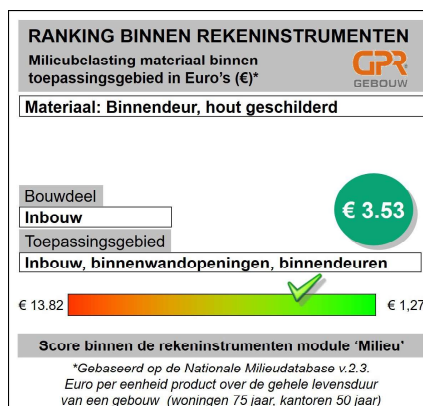 RANKING BINNEN REKENINSTRUMENTEN
Milieubelasting materiaal binnen
toepassingsgebied in Euro's (€)*
GPR
GEBOUW
Materiaal: Binnendeur, hout geschilderd
Bouwdeel
Inbouw
€ 3.53
Toepassingsgebied
Inbouw, binnenwandopeningen, binnendeuren
€ 13.82
€ 1,27
Score binnen de rekeninstrumenten module 'Milieu'
*Gebaseerd op de Nationale Milieudatabase v.2.3.
Euro per eenheid product over de gehele levensduur
van een gebouw (woningen 75 jaar, kantoren 50 jaar)